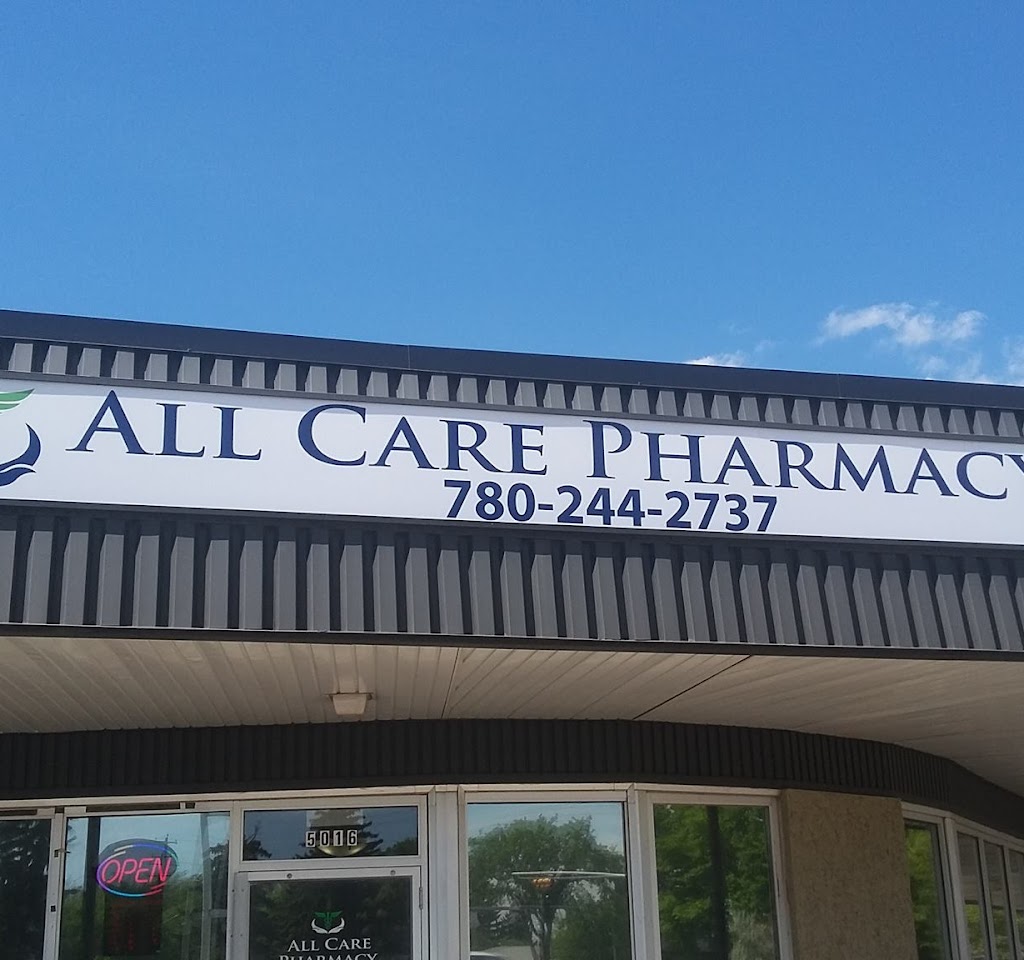 ALL CARE PHARMACY
780-244-2737
5016
OPEN
ALL CARE
PHARMACY